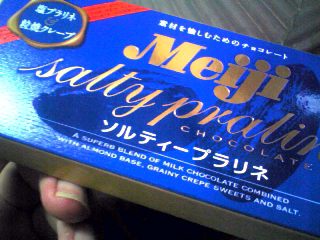 塩プラリネ
&
乾焼クレープ
素材を愉しむためのチョコレート
Meiji
salty pralin
CHOCOLATE
ソルティープラリネ
A SUPERB BLEND OF MILK CHOCOLATE COMBINED
WITH ALMOND BASE, GRAINY CREPE SWEETS AND SALT.